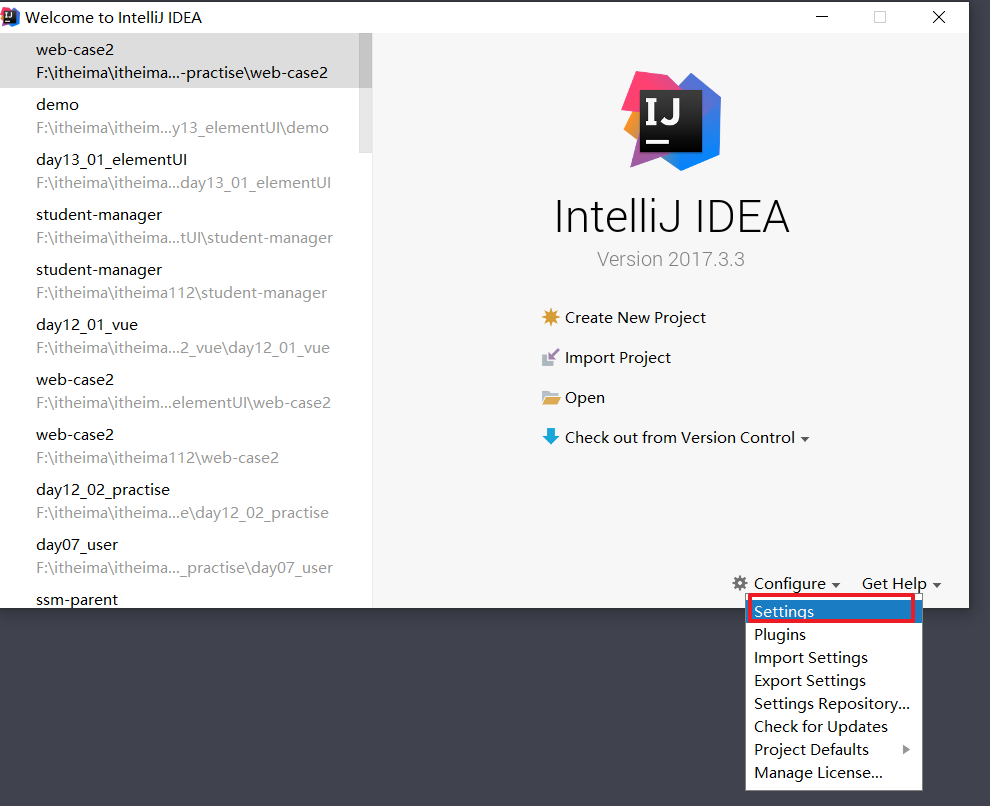 Welcome to IntelliJ IDEA
web-case2
F:\itheima\itheima...-practise\web-case2
demo
F:\itheima\itheim...y13_elementUI\demo
day13_01_elementUI
F:\itheima\itheima...day13_01_elementUI
student-manager
F:\itheima\itheima...tUI\student-manager
student-manager
F:\itheima\itheima112\student-manager
day12_01_vue
F:\itheima\itheima...2_vue\day12_01_vue
web-case2
F:\itheima\itheim...elementUI\web-case2
web-case2
F:\itheima\itheima112\web-case2
day12_02_practise
F:\itheima\itheima...e\day12_02_practise
day07_user
F:\itheima\itheima..._practise\day07_user
ssm-parent
IJ
IntelliJ IDEA
Version 2017.3.3
Create New Project
Import Project
Open
Check out from Version Control
Configure Get Help
Settings
Plugins
Import Settings
Export Settings
Settings Repository...
Check for Updates
Project Defaults
Manage License...